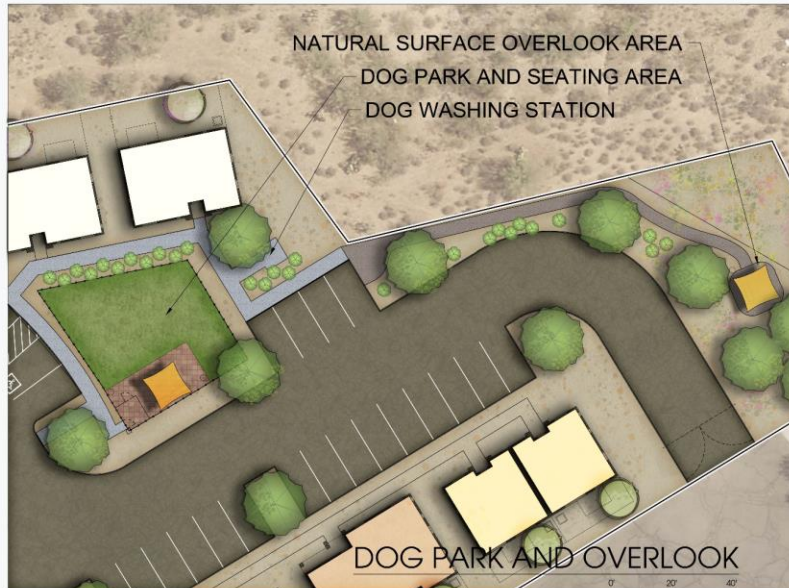 NATURAL SURFACE OVERLOOK AREA
DOG PARK AND SEATING AREA
DOG WASHING STATION
DOG PARK AND OVERLOOK
0' 20' 40'